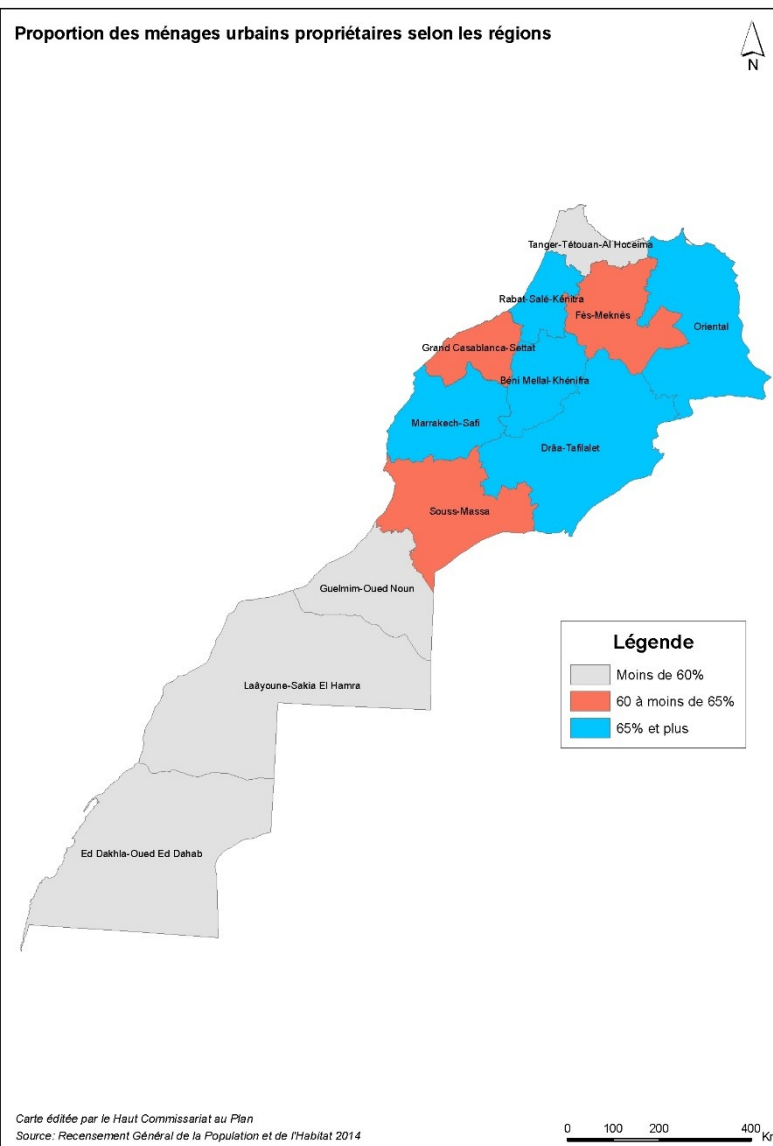 Proportion des ménages urbains propriétaires selon les régions
N
Tanger-Tétouan-Al Hoceima
Rabat-Salé-Kénitra
Fès-Meknès
Oriental
Grand Casablanca-Settat
Béni Mellal-Khénifra
Marrakech-Safi
Drâa-Tafilalet
Souss-Massa
Guelmim-Oued Noun
Laâyoune-Sakia El Hamra
Ed Dakhla-Oued Ed Dahab
Légende
Moins de 60%
60 à moins de 65%
65% et plus
Carte éditée par le Haut Commissariat au Plan
Source: Recensement Général de la Population et de l'Habitat 2014
0 100 200 400 Km